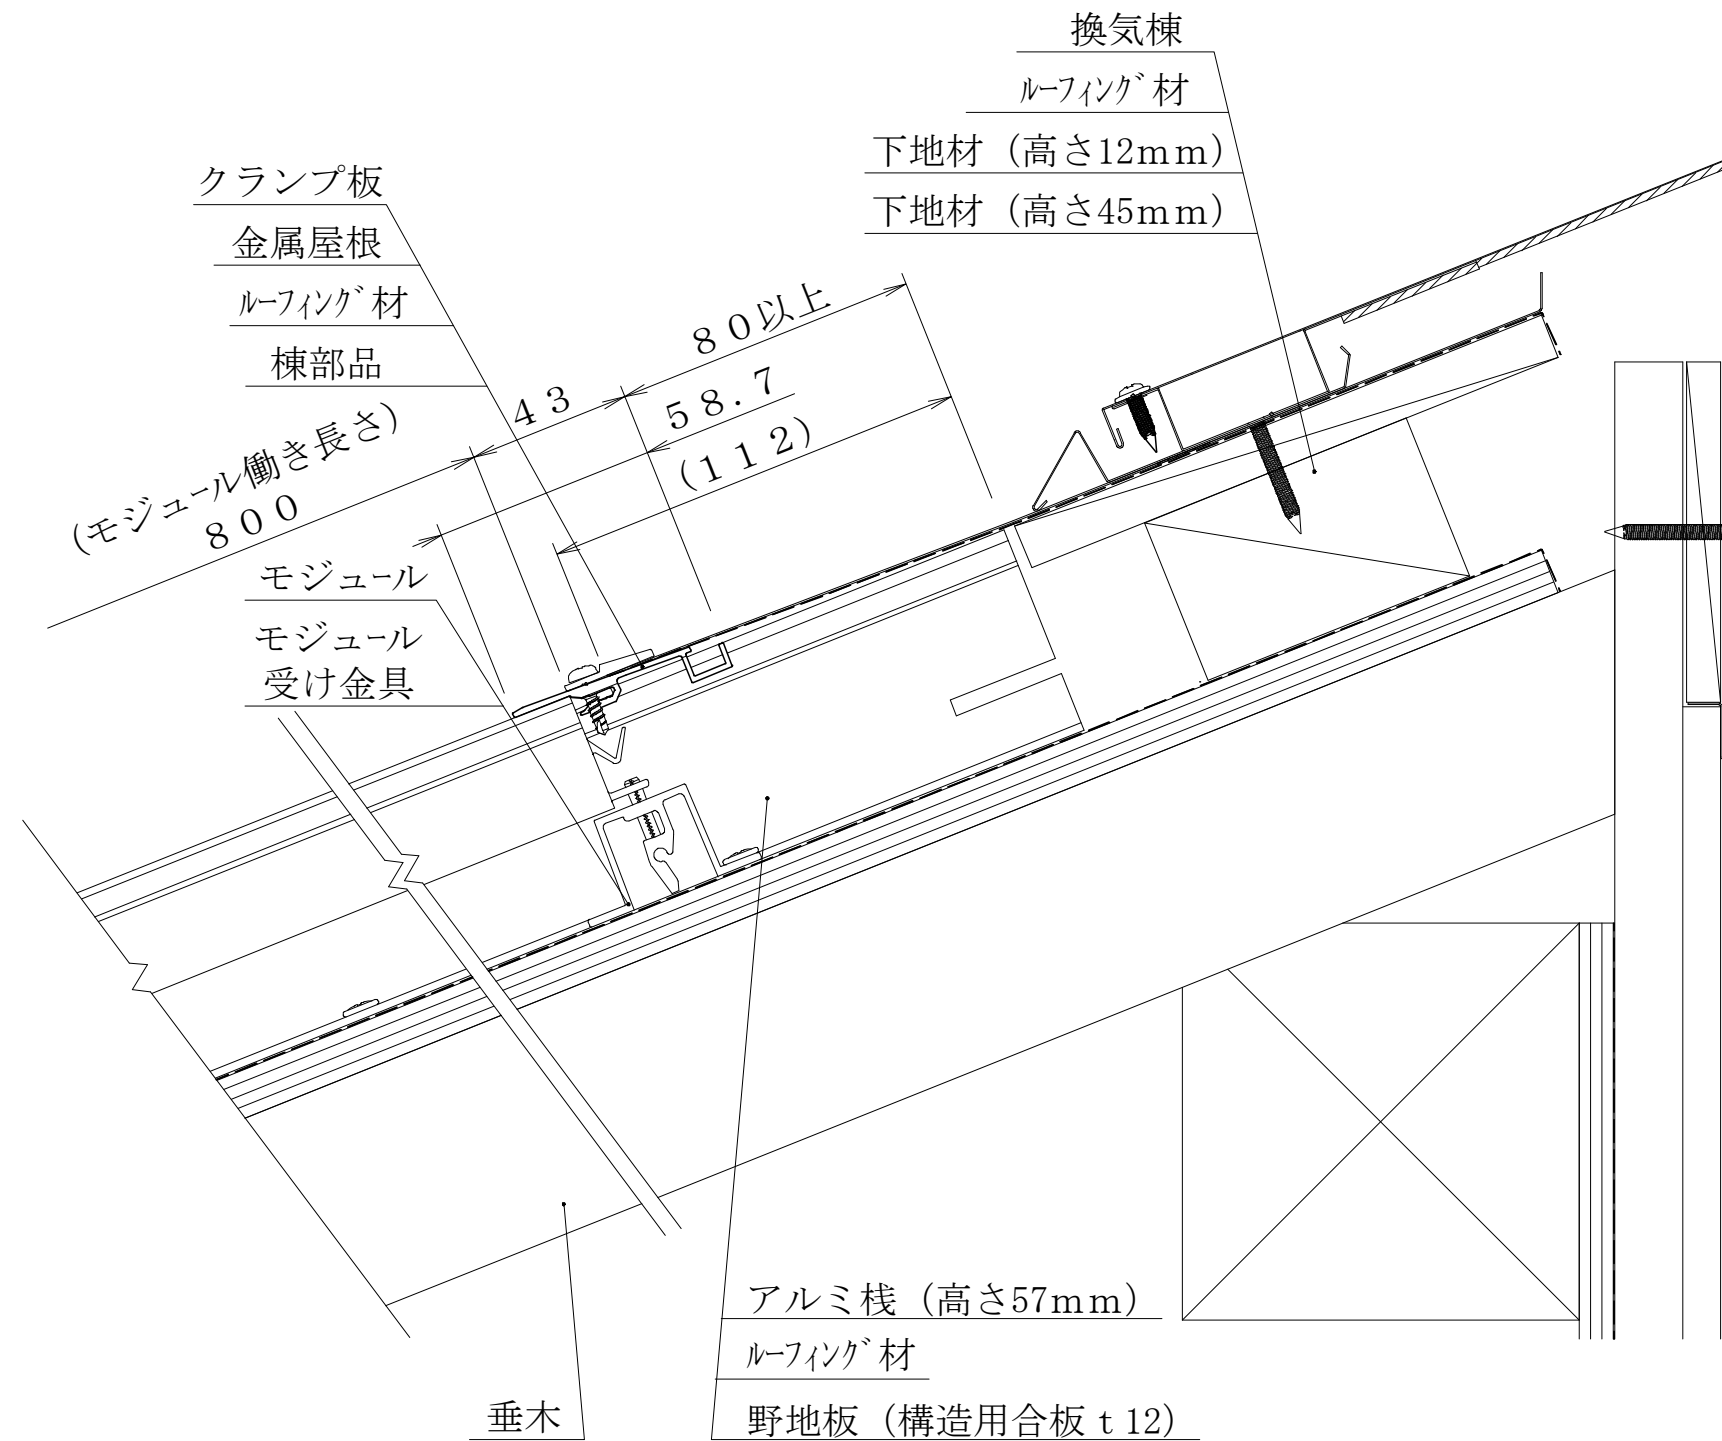 換気棟
ルーフィング材
下地材（高さ12mm）
下地材（高さ45mm）
クランプ板
金属屋根
ルーフィング材
棟部品
80以上
43
58.7
(112)
(モジュール働き長さ)
800
モジュール
モジュール
受け金具
アルミ桟（高さ57mm）
ルーフィング材
野地板（構造用合板ｔ12）
垂木